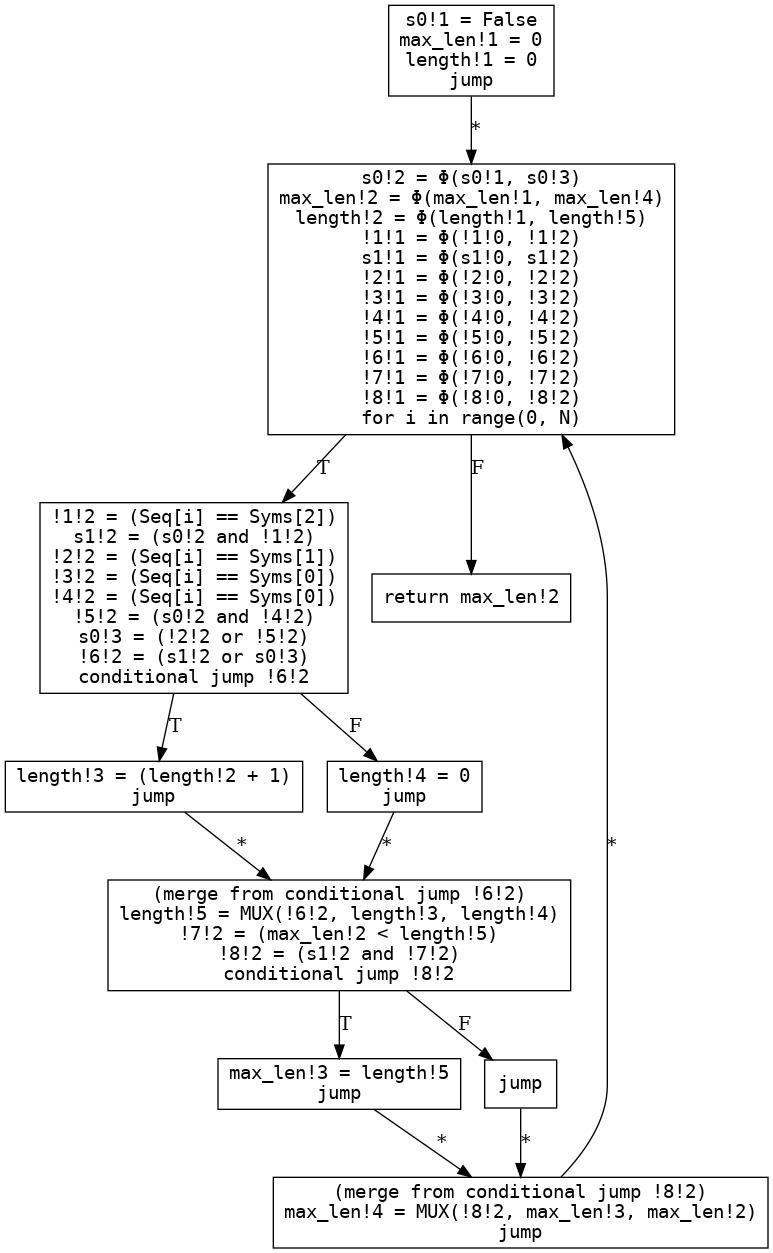 s0!1 = False
max_len!1 = 0
length!1 = 0
jump
*
s0!2 = Φ(s0!1, s0!3)
max_len!2 = Φ(max_len!1, max_len!4)
length!2 = Φ(length!1, length!5)
!1!1 = Φ(!1!0, !1!2)
s1!1 = Φ(s1!0, s1!2)
!2!1 = Φ(!2!0, !2!2)
!3!1 = Φ(!3!0, !3!2)
!4!1 = Φ(!4!0, !4!2)
!5!1 = Φ(!5!0, !5!2)
!6!1 = Φ(!6!0, !6!2)
!7!1 = Φ(!7!0, !7!2)
!8!1 = Φ(!8!0, !8!2)
for i in range(0, N)
T
F
!1!2 = (Seq[i] == Syms[2])
s1!2 = (s0!2 and !1!2)
!2!2 = (Seq[i] == Syms[1])
!3!2 = (Seq[i] == Syms[0])
!4!2 = (Seq[i] == Syms[0])
!5!2 = (s0!2 and !4!2)
s0!3 = (!2!2 or !5!2)
!6!2 = (s1!2 or s0!3)
conditional jump !6!2
return max_len!2
T
F
length!3 = (length!2 + 1)
jump
length!4 = 0
jump
*
*
*
(merge from conditional jump !6!2)
length!5 = MUX(!6!2, length!3, length!4)
!7!2 = (max_len!2 < length!5)
!8!2 = (s1!2 and !7!2)
conditional jump !8!2
T
F
max_len!3 = length!5
jump
jump
*
*
(merge from conditional jump !8!2)
max_len!4 = MUX(!8!2, max_len!3, max_len!2)
jump